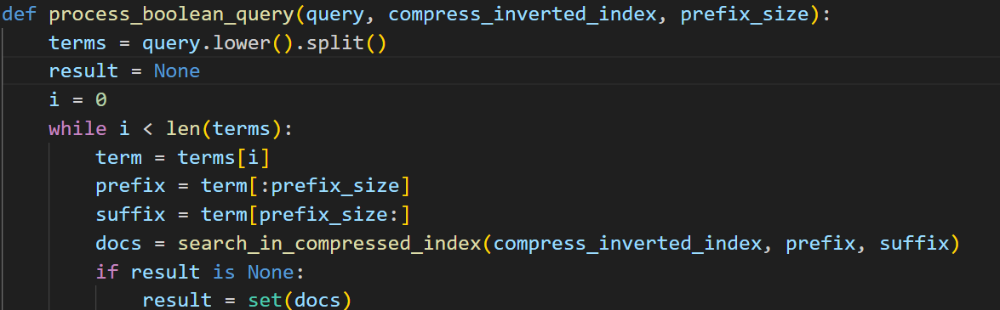 def process_boolean_query(query, compress_inverted_index, prefix_size):
    terms = query.lower().split()
    result = None
    i = 0
    while i < len(terms):
        term = terms[i]
        prefix = term[:prefix_size]
        suffix = term[prefix_size:]
        docs = search_in_compressed_index(compress_inverted_index, prefix, suffix)
        if result is None:
            result = set(docs)